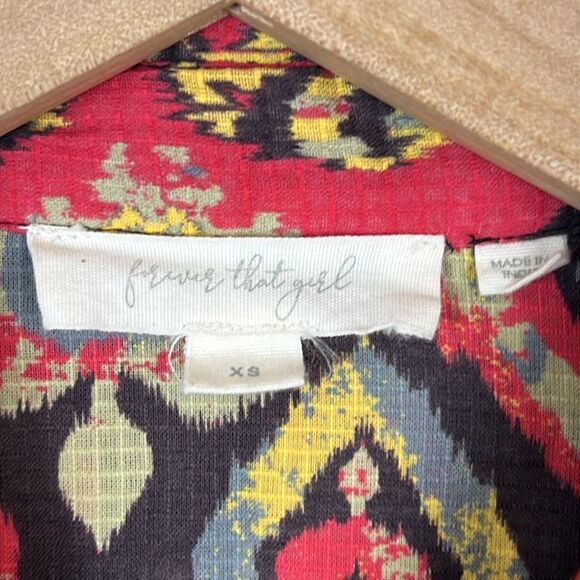 forever that girl
XS
MADE IN
INDIA